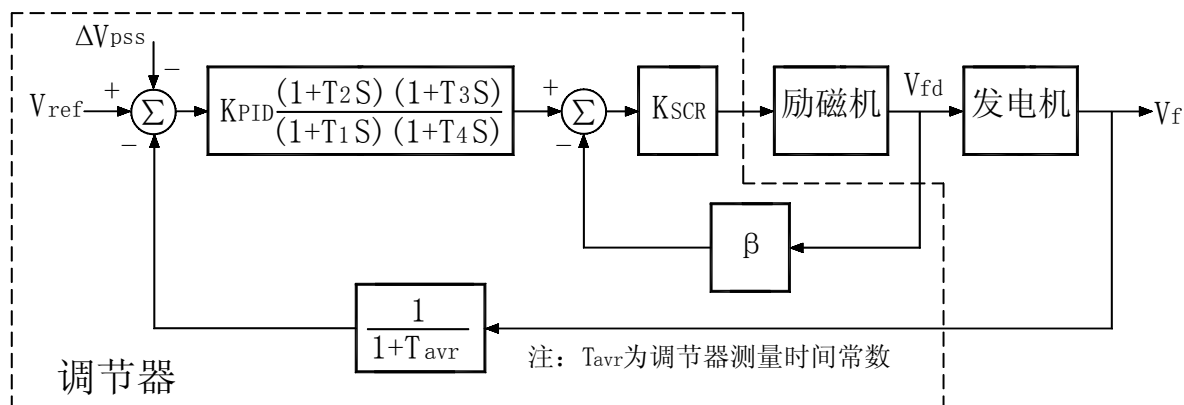 ΔVpss
Vref
+
−
−
Σ
KPID (1+T2S) (1+T3S)
(1+T1S) (1+T4S)
+
−
Σ
KSCR
励磁机
Vfd
发电机
Vf
β
1
1+Tavr
注：Tavr为调节器测量时间常数
调节器